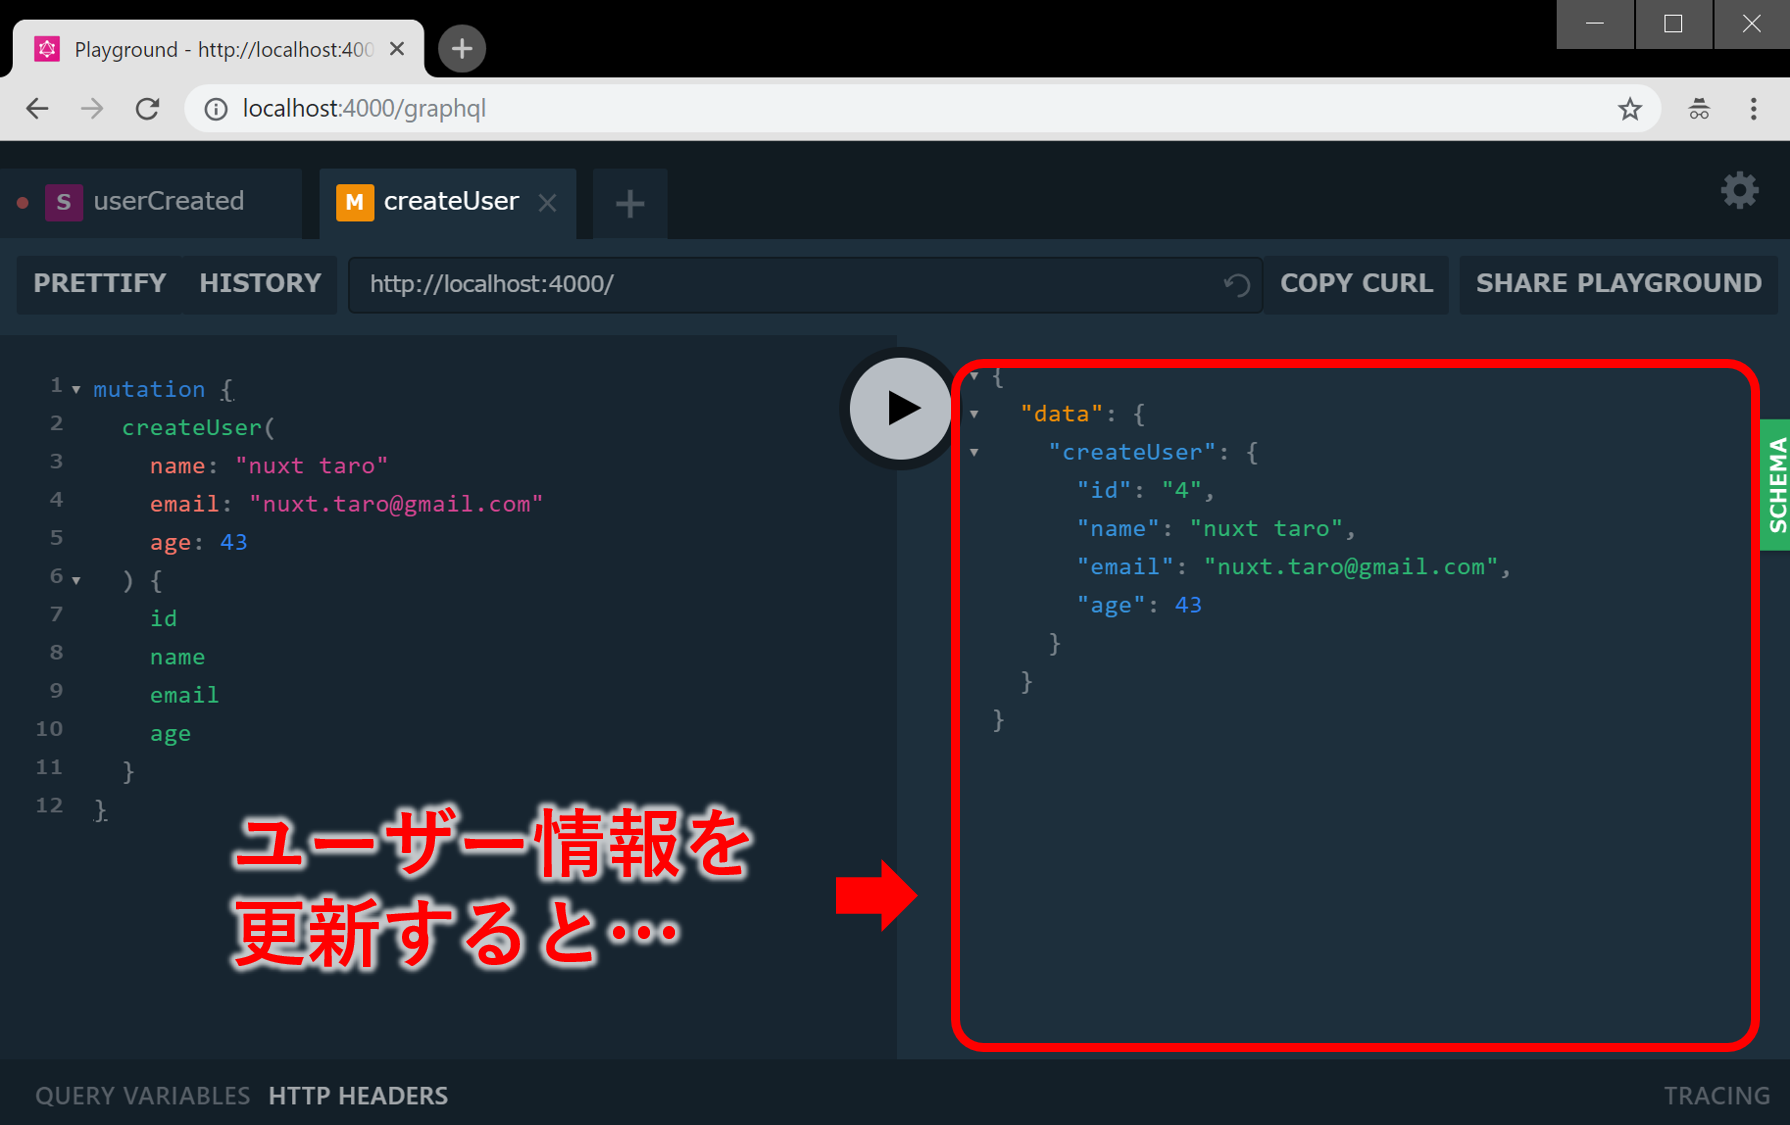 Playground - http://localhost:400
localhost:4000/graphql
S userCreated
M createUser
PRETTIFY
HISTORY
http://localhost:4000/
COPY CURL
SHARE PLAYGROUND
1 mutation {
2 createUser(
3 name: "nuxt taro"
4 email: "nuxt.taro@gmail.com"
5 age: 43
6 ) {
7 id
8 name
9 email
10 age
11 }
12 }
{
"data": {
"createUser": {
"id": "4",
"name": "nuxt taro",
"email": "nuxt.taro@gmail.com",
"age": 43
}
}
}
SCHEMA
ユーザー情報を
更新すると…
QUERY VARIABLES
HTTP HEADERS
TRACING